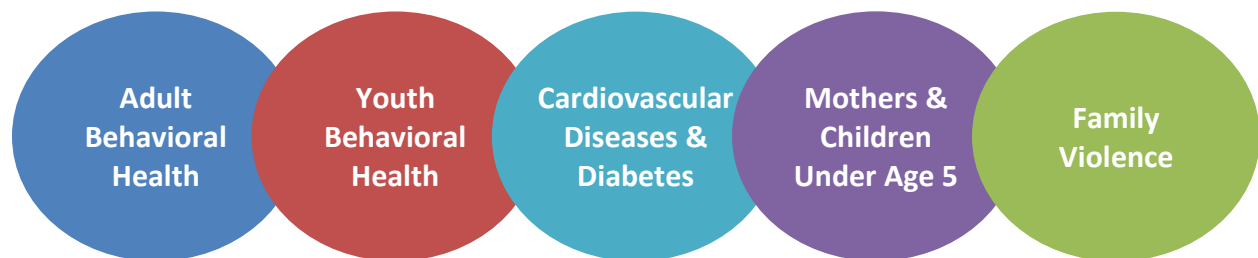 Adult
Behavioral
Health
Youth
Behavioral
Health
Cardiovascular
Diseases &
Diabetes
Mothers &
Children
Under Age 5
Family
Violence